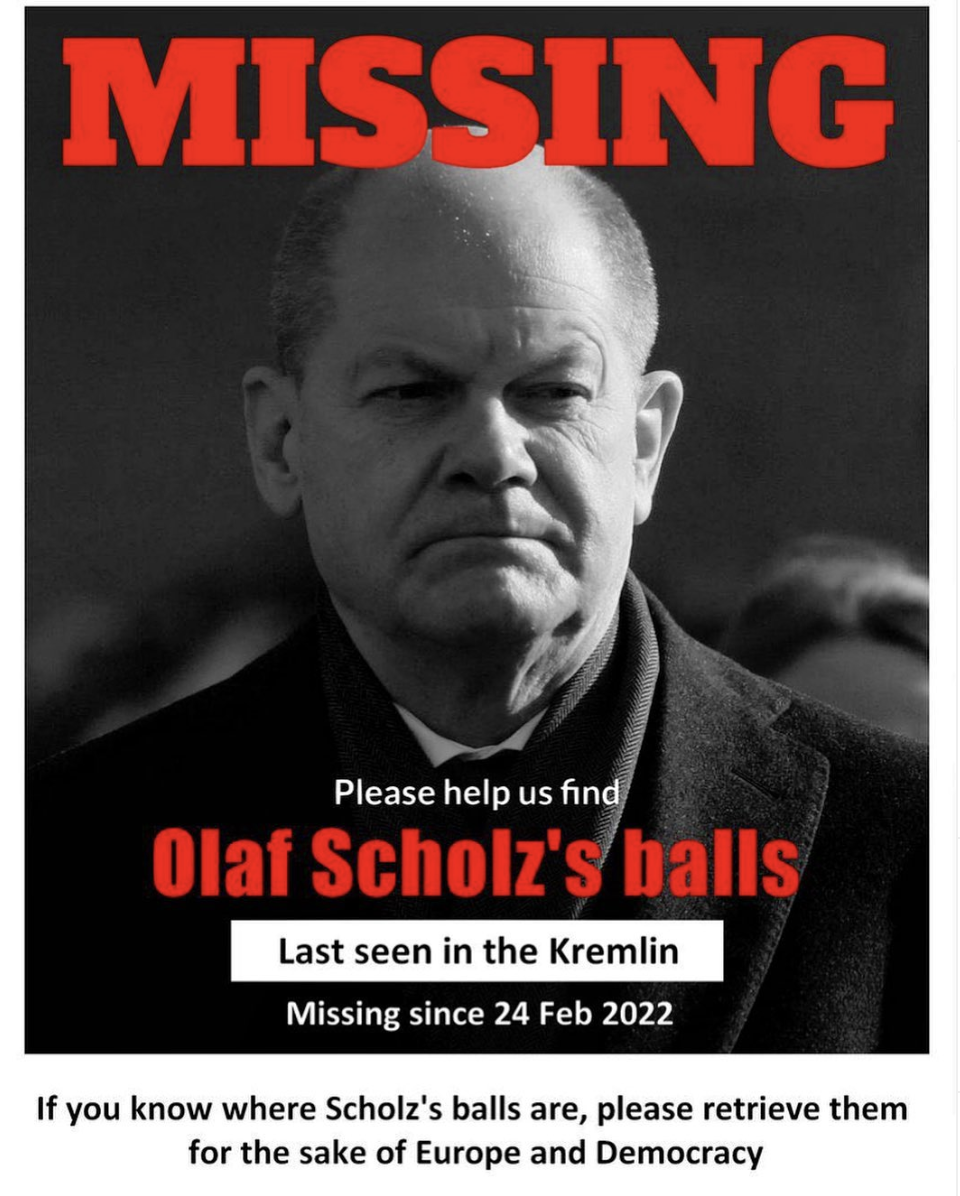 MISSING
Please help us find
Olaf Scholz's balls
Last seen in the Kremlin
Missing since 24 Feb 2022
If you know where Scholz's balls are, please retrieve them
for the sake of Europe and Democracy